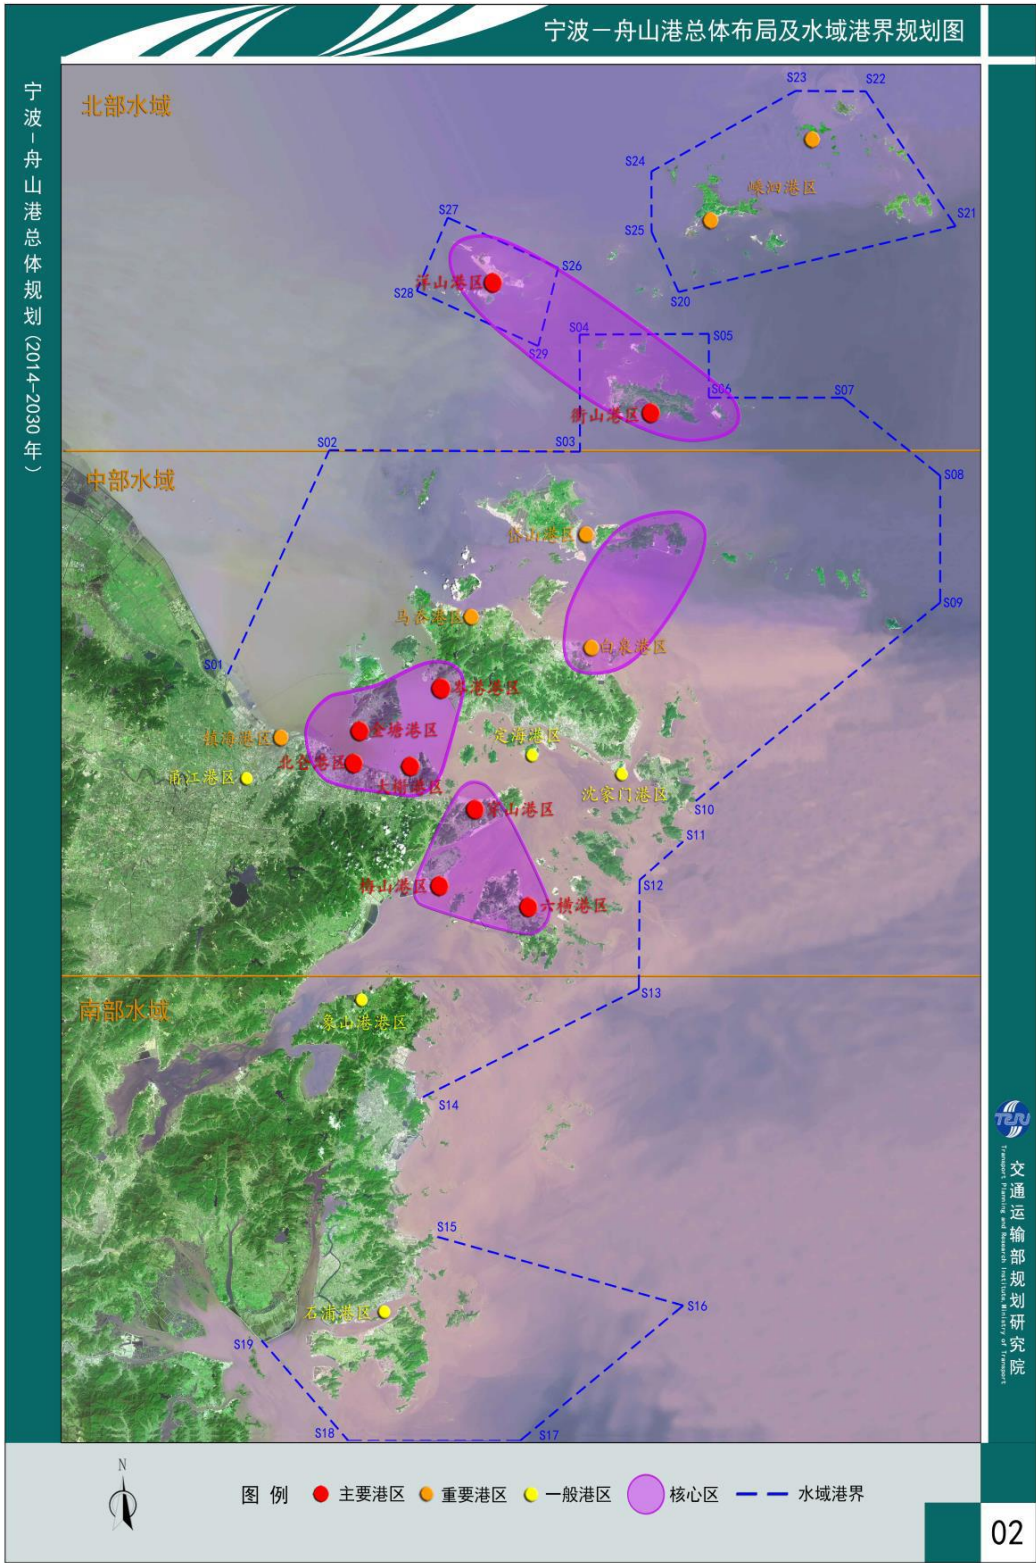 宁波－舟山港总体布局及水域港界规划图
宁波－舟山港总体规划(2014-2030年)
北部水域
S23
S22
S24
嵊泗港区
S21
S27
S25
S26
洋山港区
S28
S20
S04
S05
S29
S06
S07
衢山港区
S02
S03
中部水域
S08
岱山港区
S09
马岙港区
白泉港区
S01
岑港港区
金塘港区
定海港区
镇海港区
北仑港区
甬江港区
大榭港区
沈家门港区
S10
穿山港区
S11
梅山港区
S12
六横港区
S13
南部水域
象山港港区
S14
S15
S16
石浦港区
S19
S18
S17
交通运输部规划研究院
Transport Planning and Research Institute, Ministry of Transport
N
图例
主要港区
重要港区
一般港区
核心区
水域港界
02